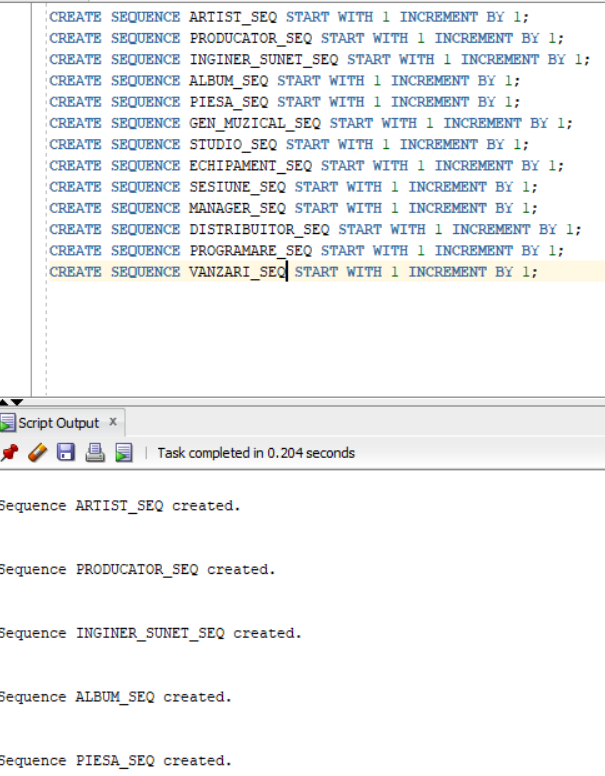 CREATE SEQUENCE ARTIST_SEQ START WITH 1 INCREMENT BY 1;
CREATE SEQUENCE PRODUCATOR_SEQ START WITH 1 INCREMENT BY 1;
CREATE SEQUENCE INGINER_SUNET_SEQ START WITH 1 INCREMENT BY 1;
CREATE SEQUENCE ALBUM_SEQ START WITH 1 INCREMENT BY 1;
CREATE SEQUENCE PIESA_SEQ START WITH 1 INCREMENT BY 1;
CREATE SEQUENCE GEN_MUZICAL_SEQ START WITH 1 INCREMENT BY 1;
CREATE SEQUENCE STUDIO_SEQ START WITH 1 INCREMENT BY 1;
CREATE SEQUENCE ECHIPAMENT_SEQ START WITH 1 INCREMENT BY 1;
CREATE SEQUENCE SESIUNE_SEQ START WITH 1 INCREMENT BY 1;
CREATE SEQUENCE MANAGER_SEQ START WITH 1 INCREMENT BY 1;
CREATE SEQUENCE DISTRIBUITOR_SEQ START WITH 1 INCREMENT BY 1;
CREATE SEQUENCE PROGRAMARE_SEQ START WITH 1 INCREMENT BY 1;
CREATE SEQUENCE VANZARI_SEQ START WITH 1 INCREMENT BY 1;
Script Output x
Task completed in 0.204 seconds
Sequence ARTIST_SEQ created.
Sequence PRODUCATOR_SEQ created.
Sequence INGINER_SUNET_SEQ created.
Sequence ALBUM_SEQ created.
Sequence PIESA_SEQ created.